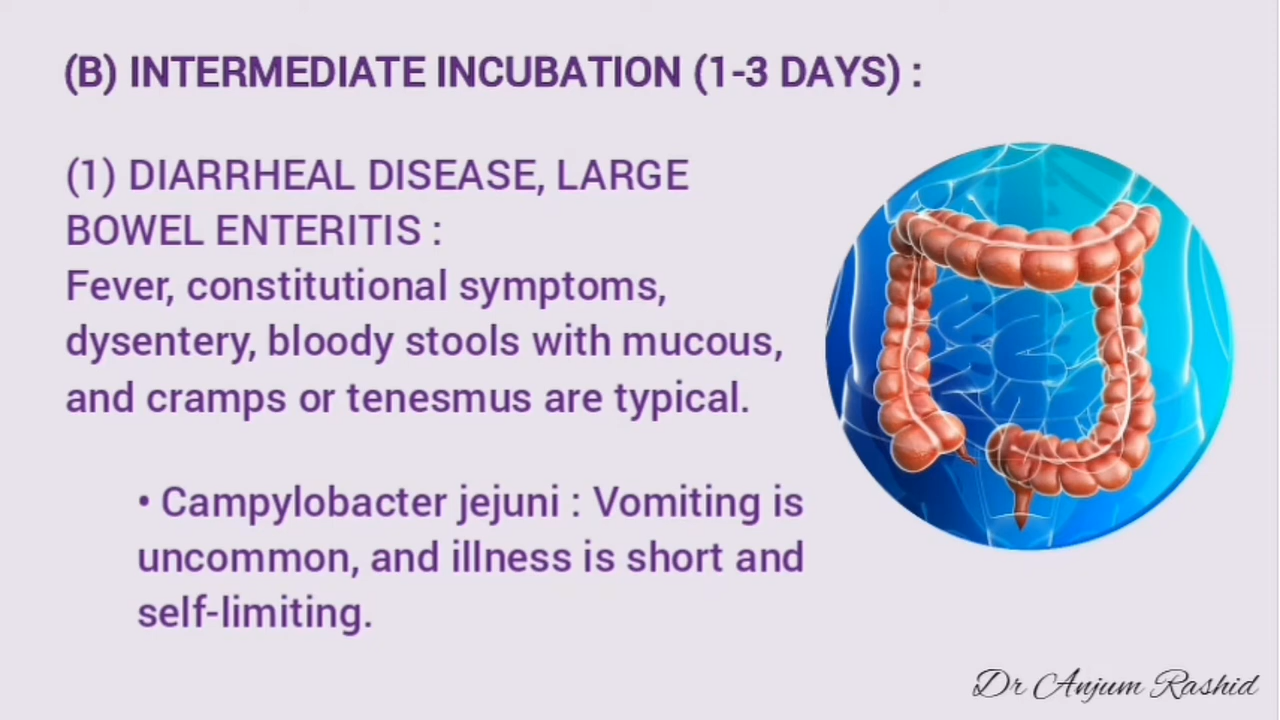 (B) INTERMEDIATE INCUBATION (1-3 DAYS) :
(1) DIARRHEAL DISEASE, LARGE
BOWEL ENTERITIS :
Fever, constitutional symptoms,
dysentery, bloody stools with mucous,
and cramps or tenesmus are typical.
• Campylobacter jejuni : Vomiting is
uncommon, and illness is short and
self-limiting.
Dr Anjum Rashid